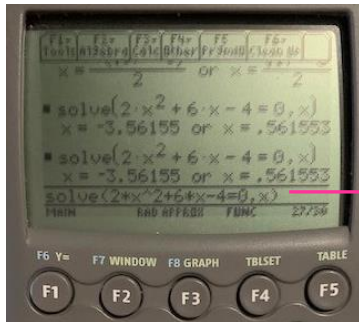 F1▾ F2▾ F3▾ F4▾ F5 F6▾
Tools Algebra Calc Other PrgmIO Clean Up
x = 2 or x = 2
▪ solve(2·x² + 6·x - 4 = 0, x)
x = -3.56155 or x = .561553
▪ solve(2·x² + 6·x - 4 = 0, x)
x = -3.56155 or x = .561553
solve(2*x^2+6*x-4=0,x)
MAIN RAD APPROX FUNC 27/30
F6 Y= F7 WINDOW F8 GRAPH TBLSET TABLE
F1 F2 F3 F4 F5